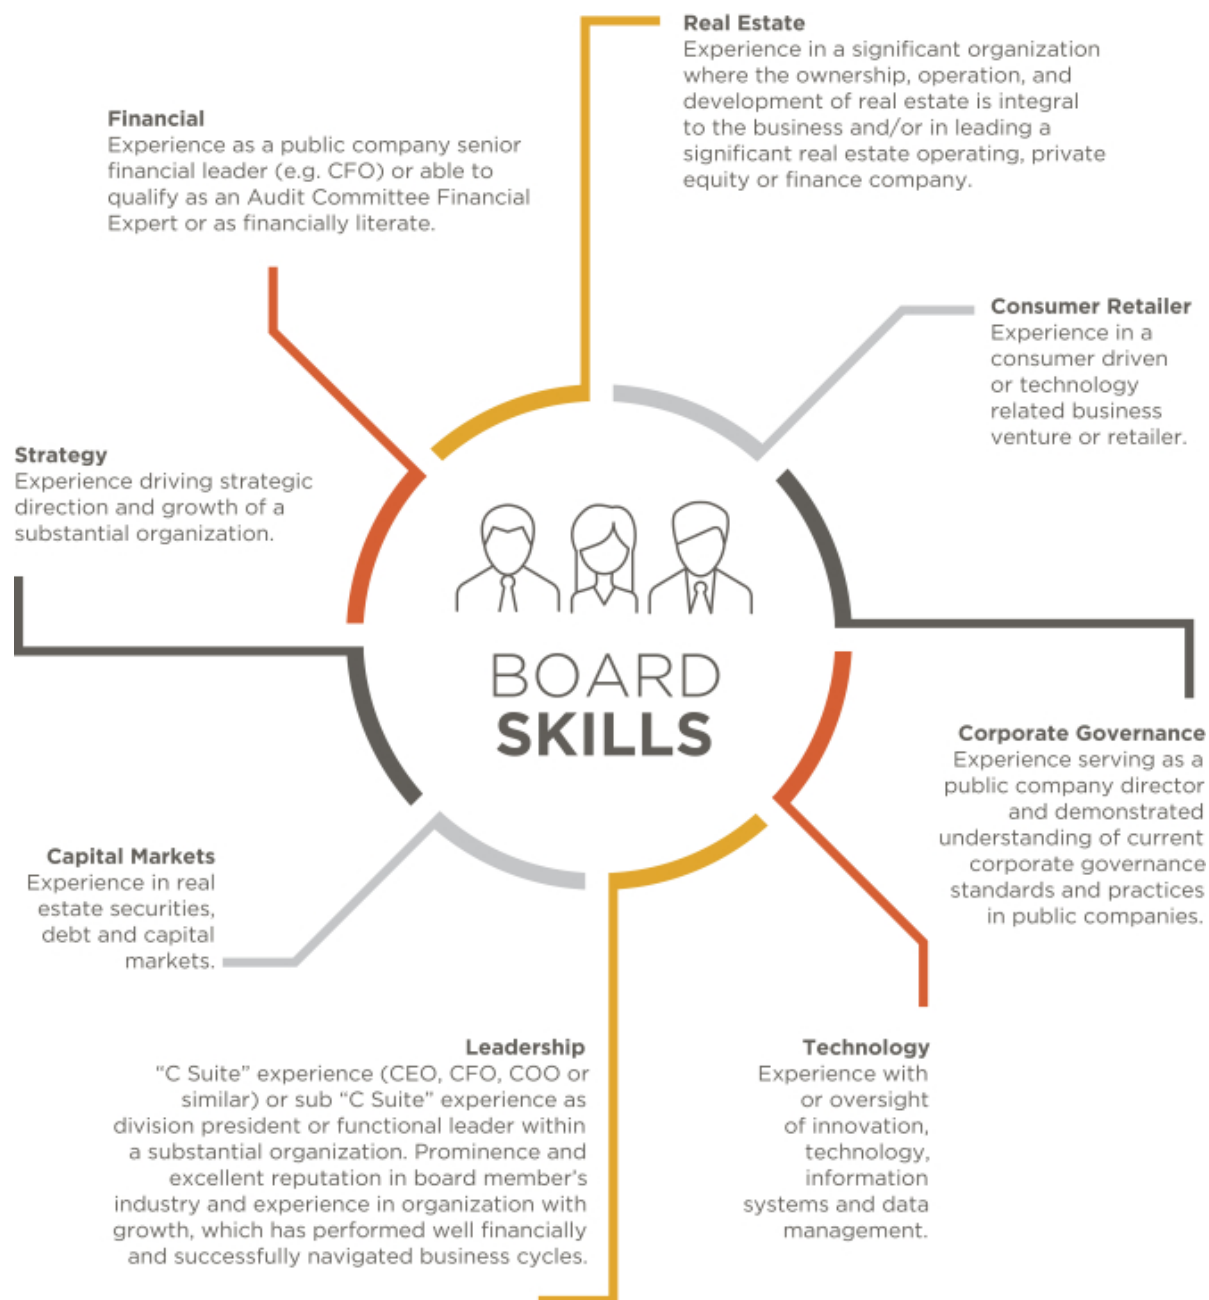 Real Estate
Experience in a significant organization
where the ownership, operation, and
development of real estate is integral
to the business and/or in leading a
significant real estate operating, private
equity or finance company.
Financial
Experience as a public company senior
financial leader (e.g. CFO) or able to
qualify as an Audit Committee Financial
Expert or as financially literate.
Consumer Retailer
Experience in a
consumer driven
or technology
related business
venture or retailer.
Strategy
Experience driving strategic
direction and growth of a
substantial organization.
BOARD
SKILLS
Corporate Governance
Experience serving as a
public company director
and demonstrated
understanding of current
corporate governance
standards and practices
in public companies.
Capital Markets
Experience in real
estate securities,
debt and capital
markets.
Leadership
“C Suite” experience (CEO, CFO, COO or
similar) or sub “C Suite” experience as
division president or functional leader within
a substantial organization. Prominence and
excellent reputation in board member’s
industry and experience in organization with
growth, which has performed well financially
and successfully navigated business cycles.
Technology
Experience with
or oversight
of innovation,
technology,
information
systems and data
management.